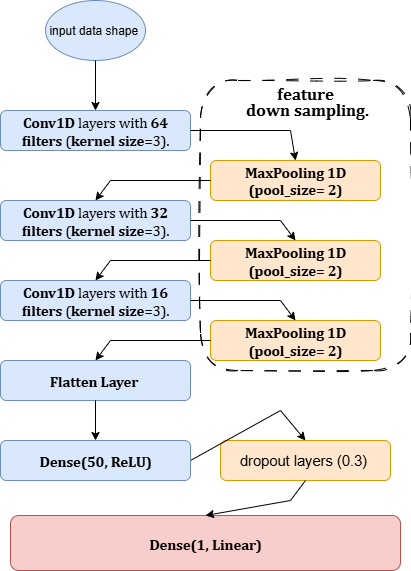 input data shape
feature
down sampling.
Conv1D layers with 64
filters (kernel size=3).
MaxPooling 1D
(pool_size= 2)
Conv1D layers with 32
filters (kernel size=3).
MaxPooling 1D
(pool_size= 2)
Conv1D layers with 16
filters (kernel size=3).
MaxPooling 1D
(pool_size= 2)
Flatten Layer
Dense(50, ReLU)
dropout layers (0.3)
Dense(1, Linear)